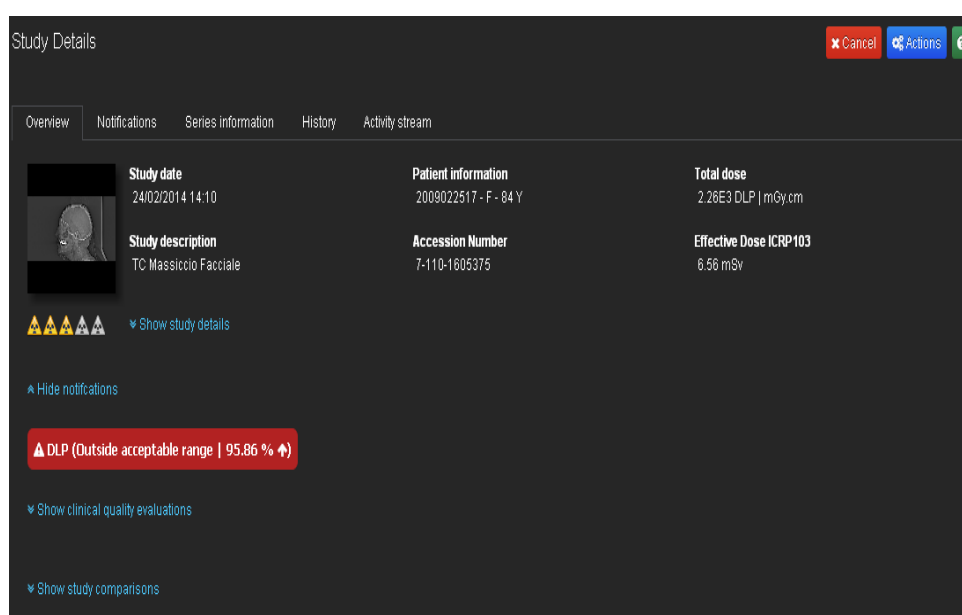 Study Details
Cancel
Actions
Overview
Notifications
Series information
History
Activity stream
Study date
24/02/2014 14:10
Patient information
2009022517 - F - 84 Y
Total dose
2.26E3 DLP | mGy.cm
Study description
TC Massiccio Facciale
Accession Number
7-110-1605375
Effective Dose ICRP103
6.56 mSv
Show study details
Hide notifcations
DLP (Outside acceptable range | 95.86 % ↑)
Show clinical quality evaluations
Show study comparisons